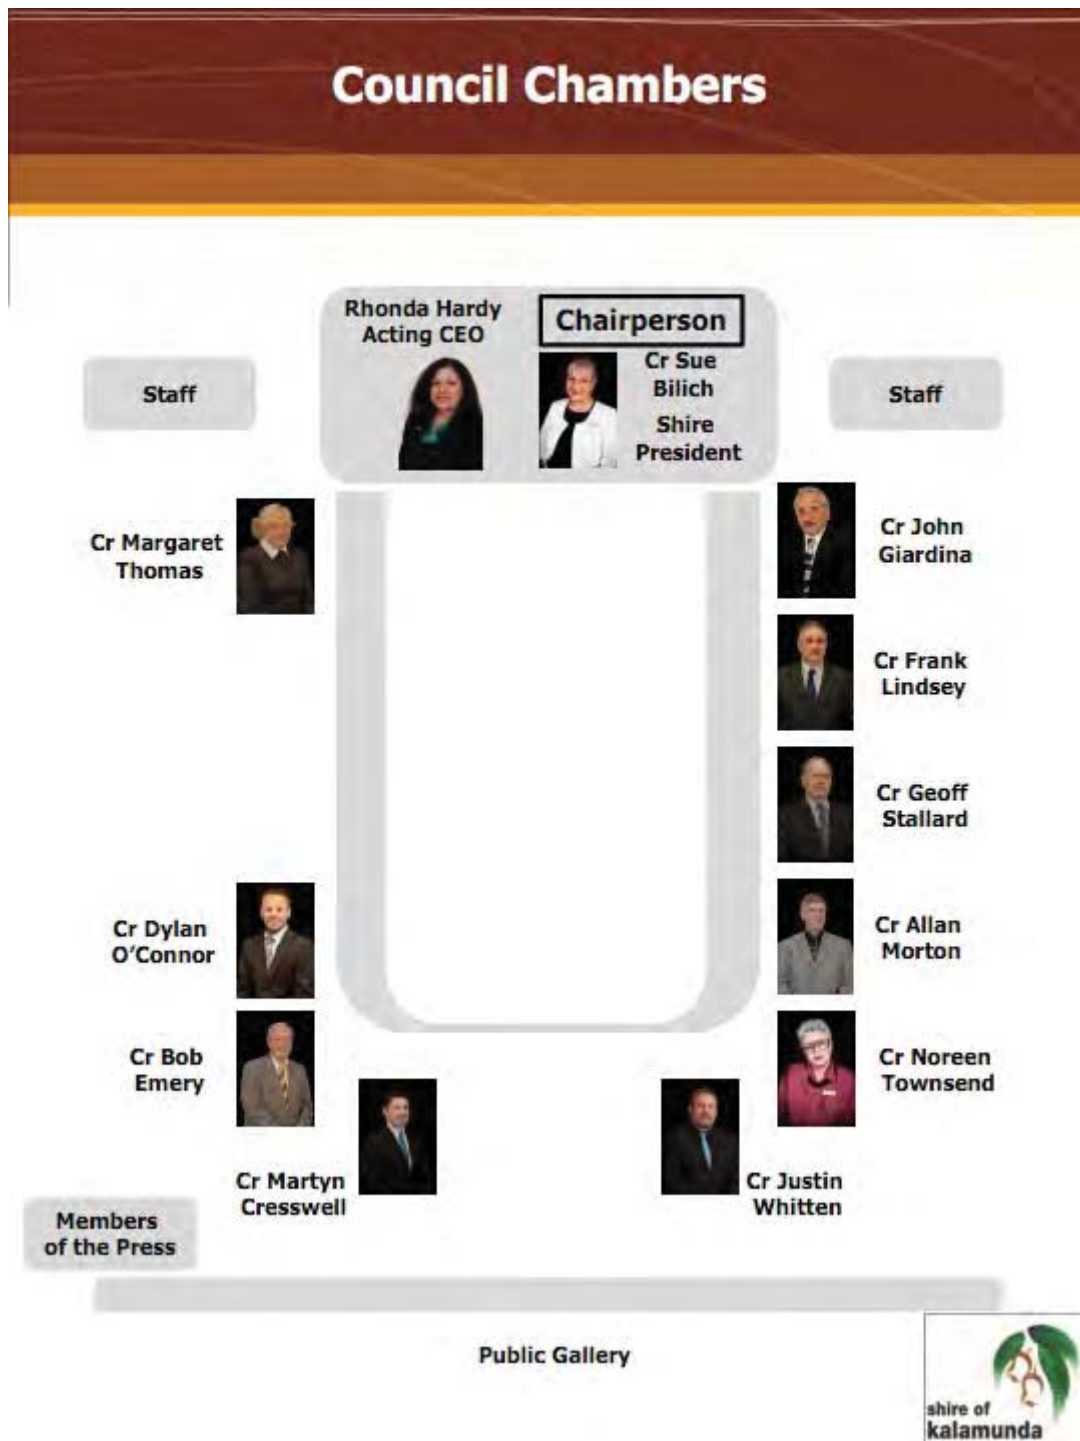 Council Chambers
Rhonda Hardy
Acting CEO
Chairperson
Cr Sue
Bilich
Shire
President
Staff
Staff
Cr Margaret
Thomas
Cr John
Giardina
Cr Frank
Lindsey
Cr Geoff
Stallard
Cr Dylan
O'Connor
Cr Allan
Morton
Cr Bob
Emery
Cr Noreen
Townsend
Cr Martyn
Cresswell
Cr Justin
Whitten
Members
of the Press
Public Gallery
shire of
kalamunda